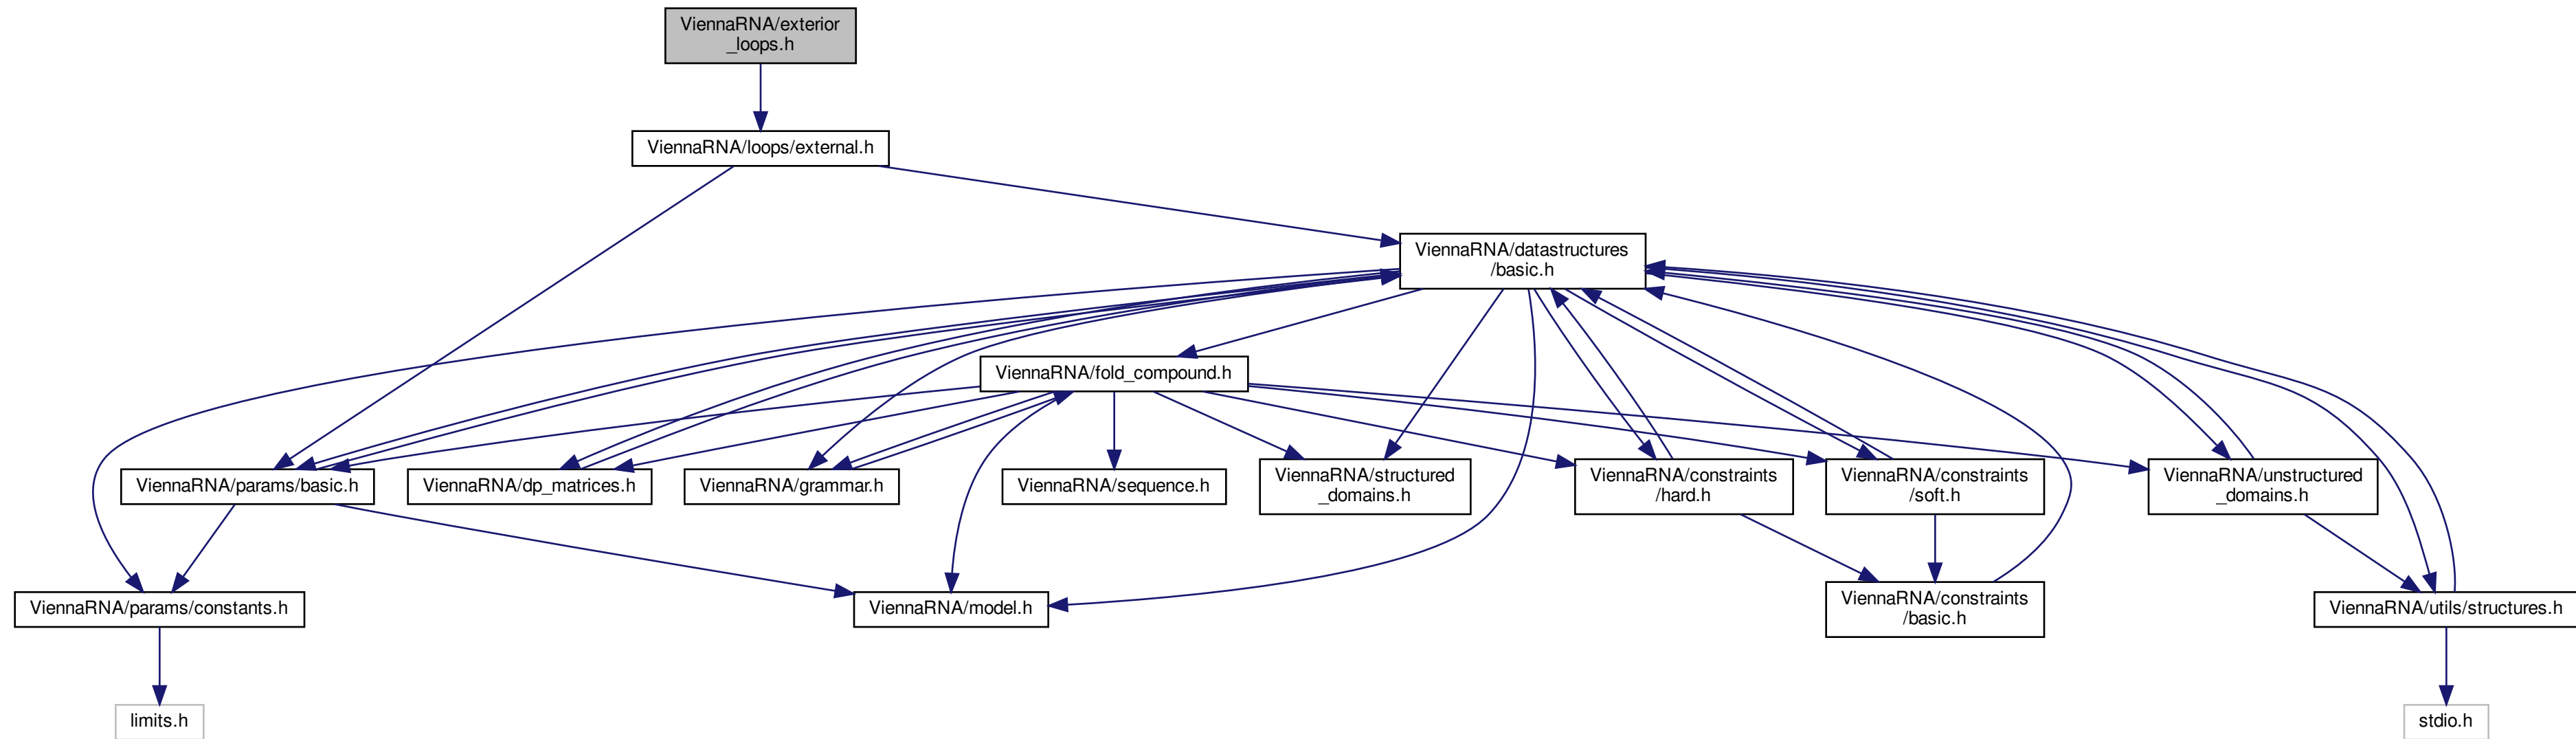 ViennaRNA/exterior
_loops.h
ViennaRNA/loops/external.h
ViennaRNA/datastructures
/basic.h
ViennaRNA/fold_compound.h
ViennaRNA/params/basic.h
ViennaRNA/dp_matrices.h
ViennaRNA/grammar.h
ViennaRNA/sequence.h
ViennaRNA/structured
_domains.h
ViennaRNA/constraints
/hard.h
ViennaRNA/constraints
/soft.h
ViennaRNA/unstructured
_domains.h
ViennaRNA/params/constants.h
ViennaRNA/model.h
ViennaRNA/constraints
/basic.h
ViennaRNA/utils/structures.h
limits.h
stdio.h